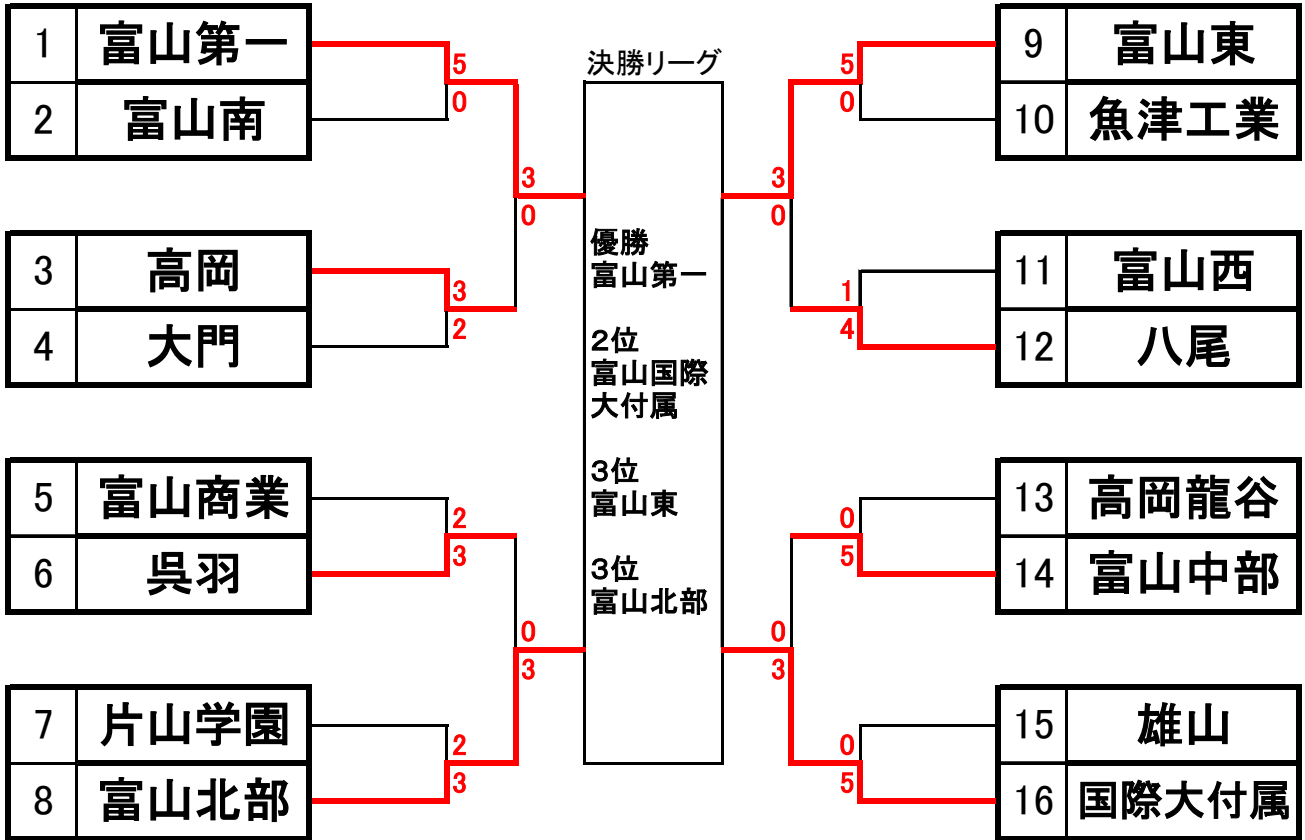 1 富山第一
2 富山南
3 高岡
4 大門
5 富山商業
6 呉羽
7 片山学園
8 富山北部
5
0
3
2
2
3
2
3
3
0
0
3
決勝リーグ
優勝
富山第一
2位
富山国際
大付属
3位
富山東
3位
富山北部
3
0
0
3
5
0
1
4
0
5
0
5
9 富山東
10 魚津工業
11 富山西
12 八尾
13 高岡龍谷
14 富山中部
15 雄山
16 国際大付属